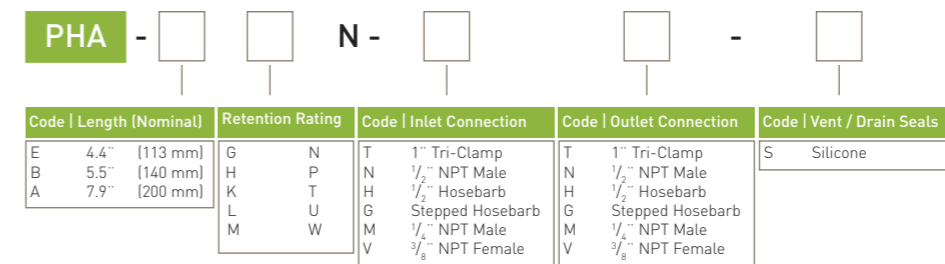 PHA - N - -
Code | Length (Nominal) Retention Rating Code | Inlet Connection Code | Outlet Connection Code | Vent / Drain Seals
E 4.4¨ (113 mm) G N T 1¨ Tri-Clamp T 1¨ Tri-Clamp S Silicone
B 5.5¨ (140 mm) H P N 1/2¨ NPT Male N 1/2¨ NPT Male
A 7.9¨ (200 mm) K T H 1/2¨ Hosebarb H 1/2¨ Hosebarb
L U G Stepped Hosebarb G Stepped Hosebarb
M W M 1/4¨ NPT Male M 1/4¨ NPT Male
V 3/8¨ NPT Female V 3/8¨ NPT Female